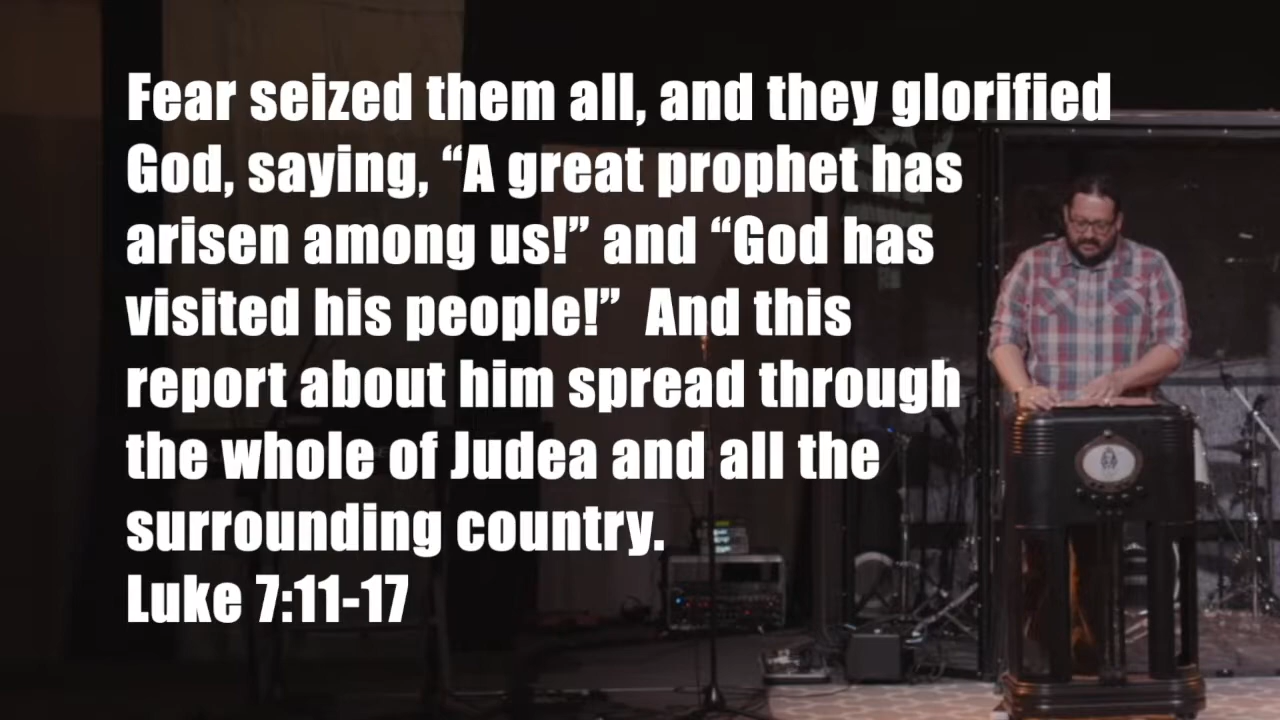 Fear seized them all, and they glorified
God, saying, “A great prophet has
arisen among us!” and “God has
visited his people!”  And this
report about him spread through
the whole of Judea and all the
surrounding country.
Luke 7:11-17